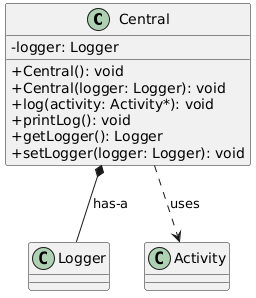 C Central
-logger: Logger
+Central(): void
+Central(logger: Logger): void
+log(activity: Activity*): void
+printLog(): void
+getLogger(): Logger
+setLogger(logger: Logger): void
has-a
uses
C Logger
C Activity